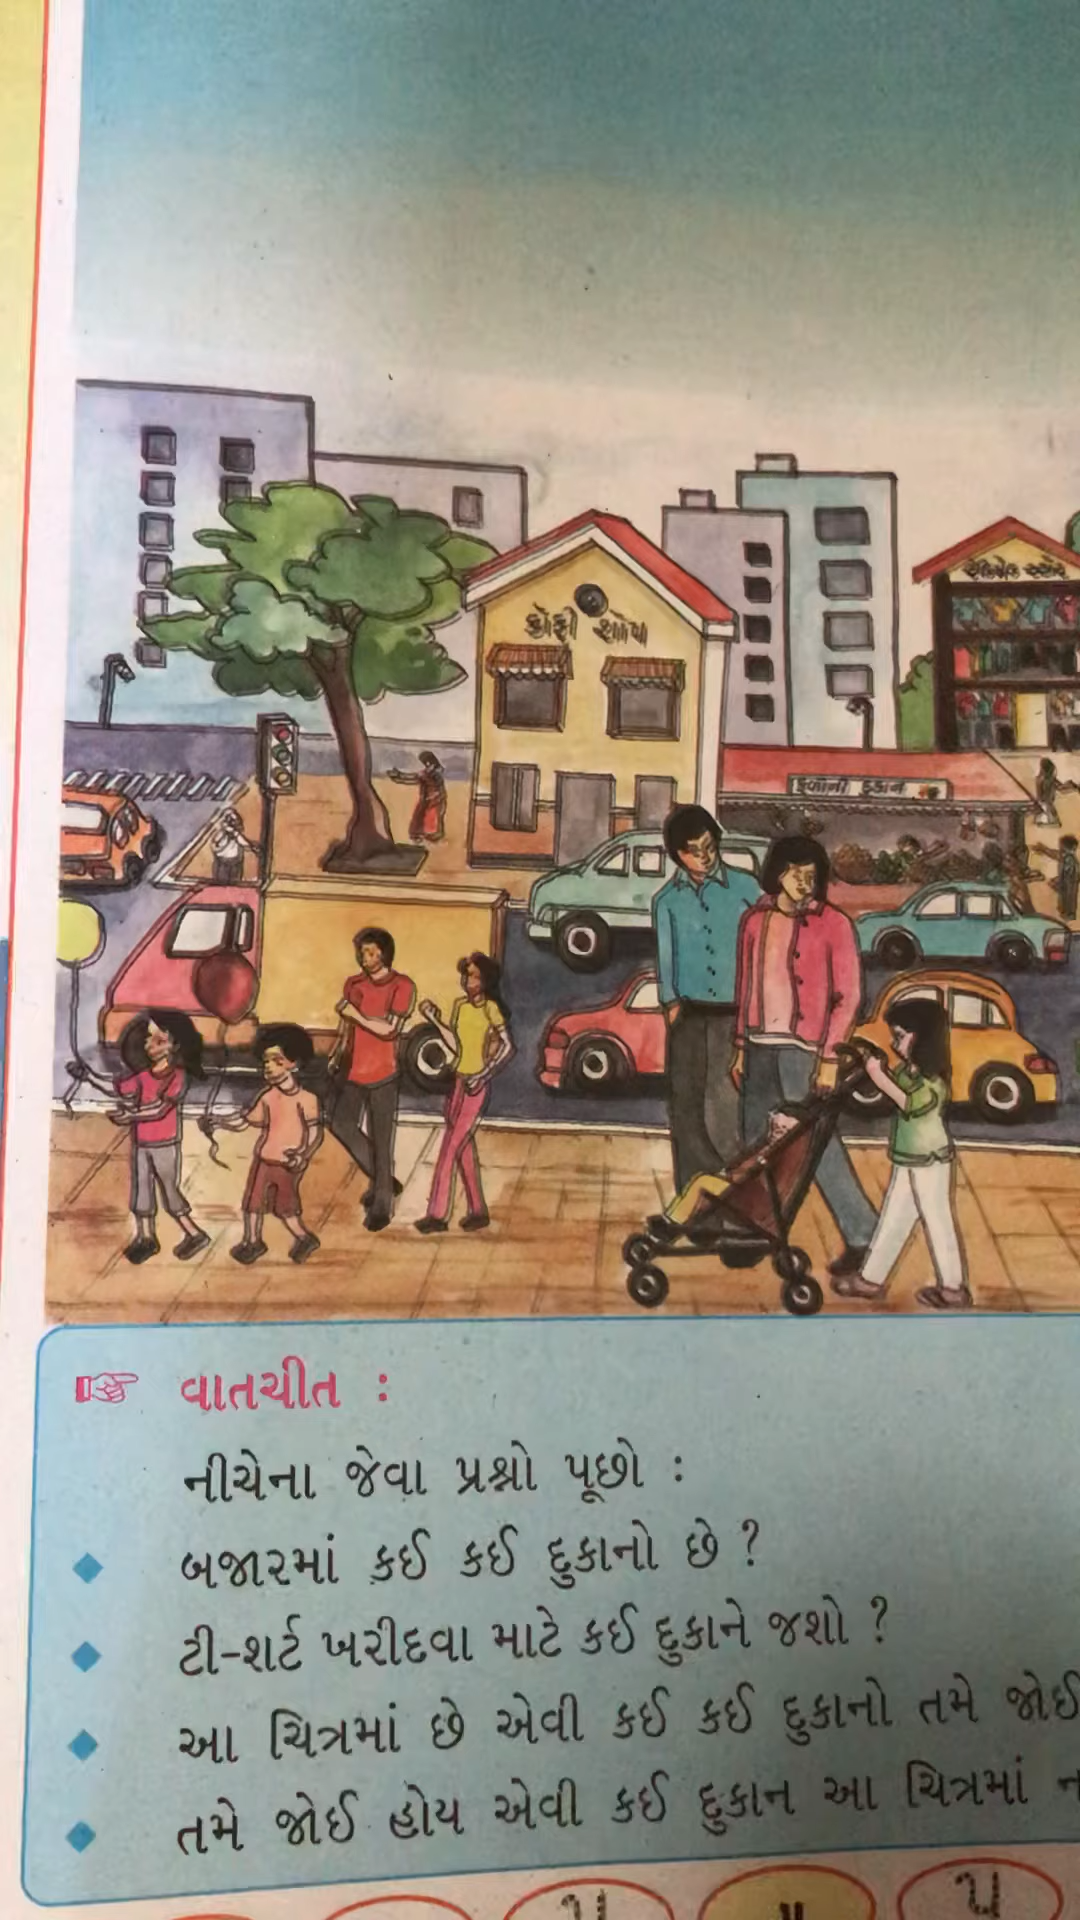 કોફી શોપ
ફળોની દુકાન
વાતચીત :
નીચેના જેવા પ્રશ્નો પૂછો :
બજારમાં કઈ કઈ દુકાનો છે ?
ટી-શર્ટ ખરીદવા માટે કઈ દુકાને જશો ?
આ ચિત્રમાં છે એવી કઈ કઈ દુકાનો તમે જોઈ
તમે જોઈ હોય એવી કઈ દુકાન આ ચિત્રમાં ન
પ
પ